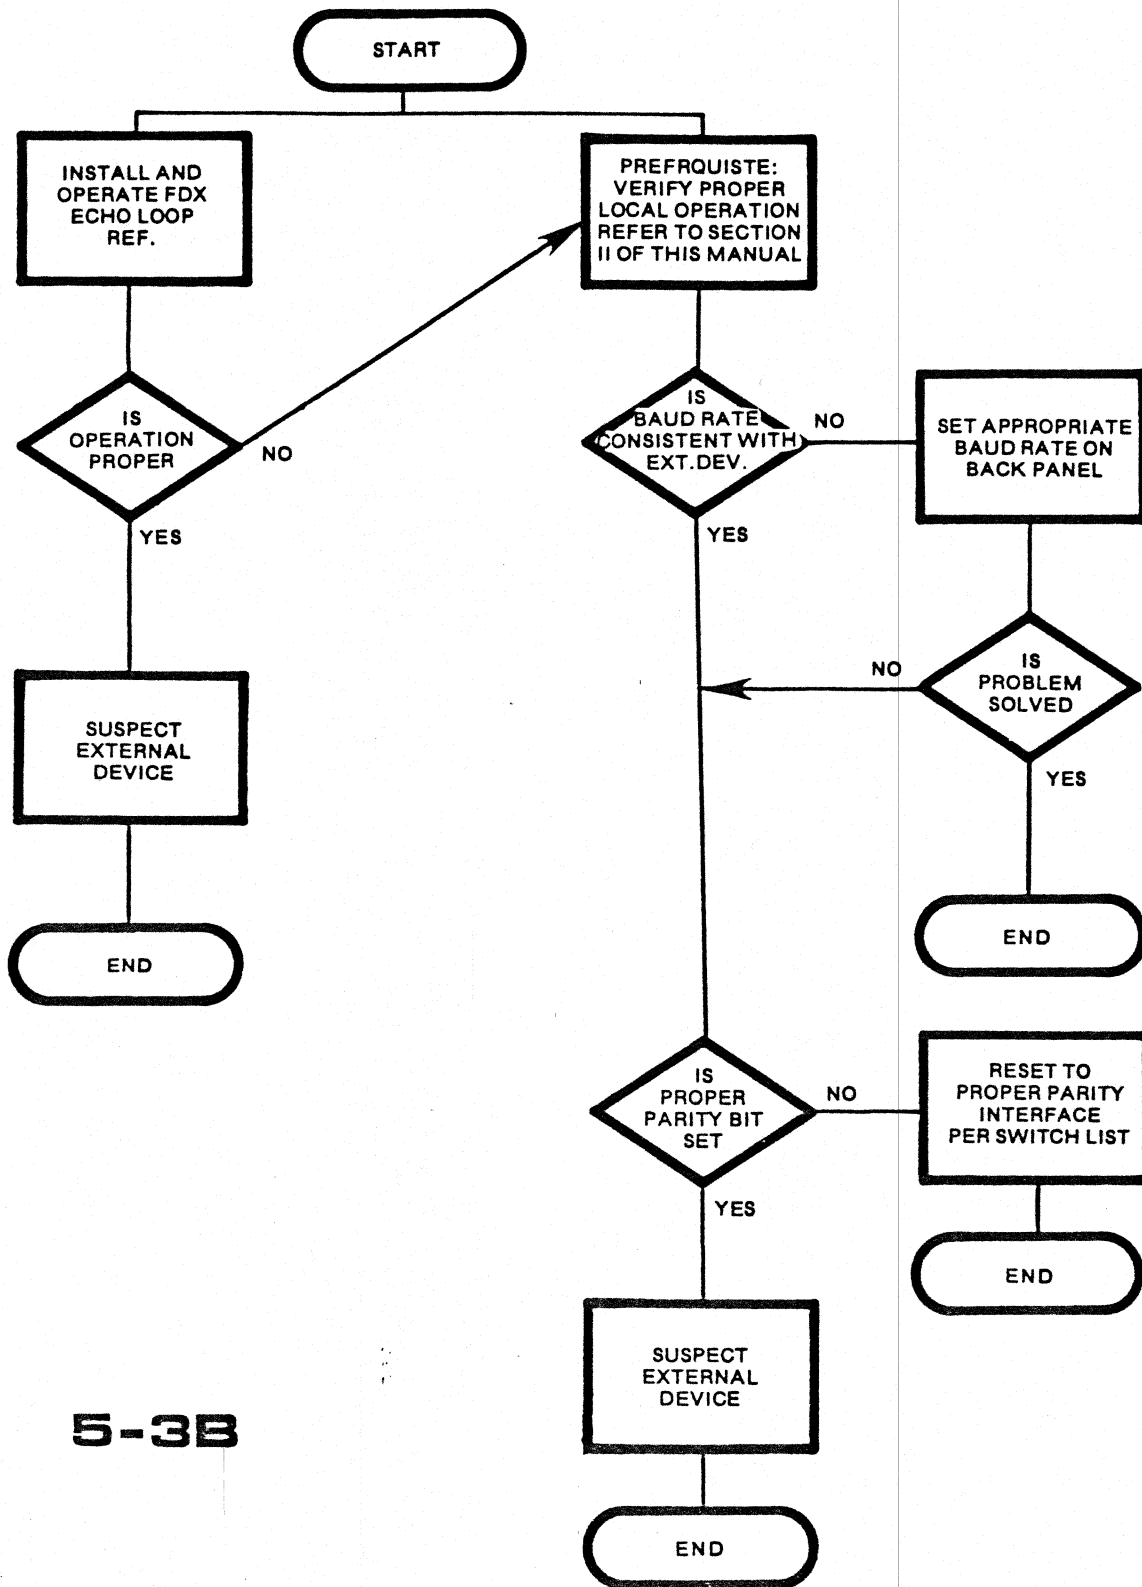 START
INSTALL AND
OPERATE FDX
ECHO LOOP
REF.
PREFRQUISTE:
VERIFY PROPER
LOCAL OPERATION
REFER TO SECTION
II OF THIS MANUAL
IS
OPERATION
PROPER
NO
YES
IS
BAUD RATE
CONSISTENT WITH
EXT.DEV.
NO
YES
SET APPROPRIATE
BAUD RATE ON
BACK PANEL
IS
PROBLEM
SOLVED
NO
YES
SUSPECT
EXTERNAL
DEVICE
END
END
IS
PROPER
PARITY BIT
SET
NO
YES
RESET TO
PROPER PARITY
INTERFACE
PER SWITCH LIST
END
SUSPECT
EXTERNAL
DEVICE
END
5-3B